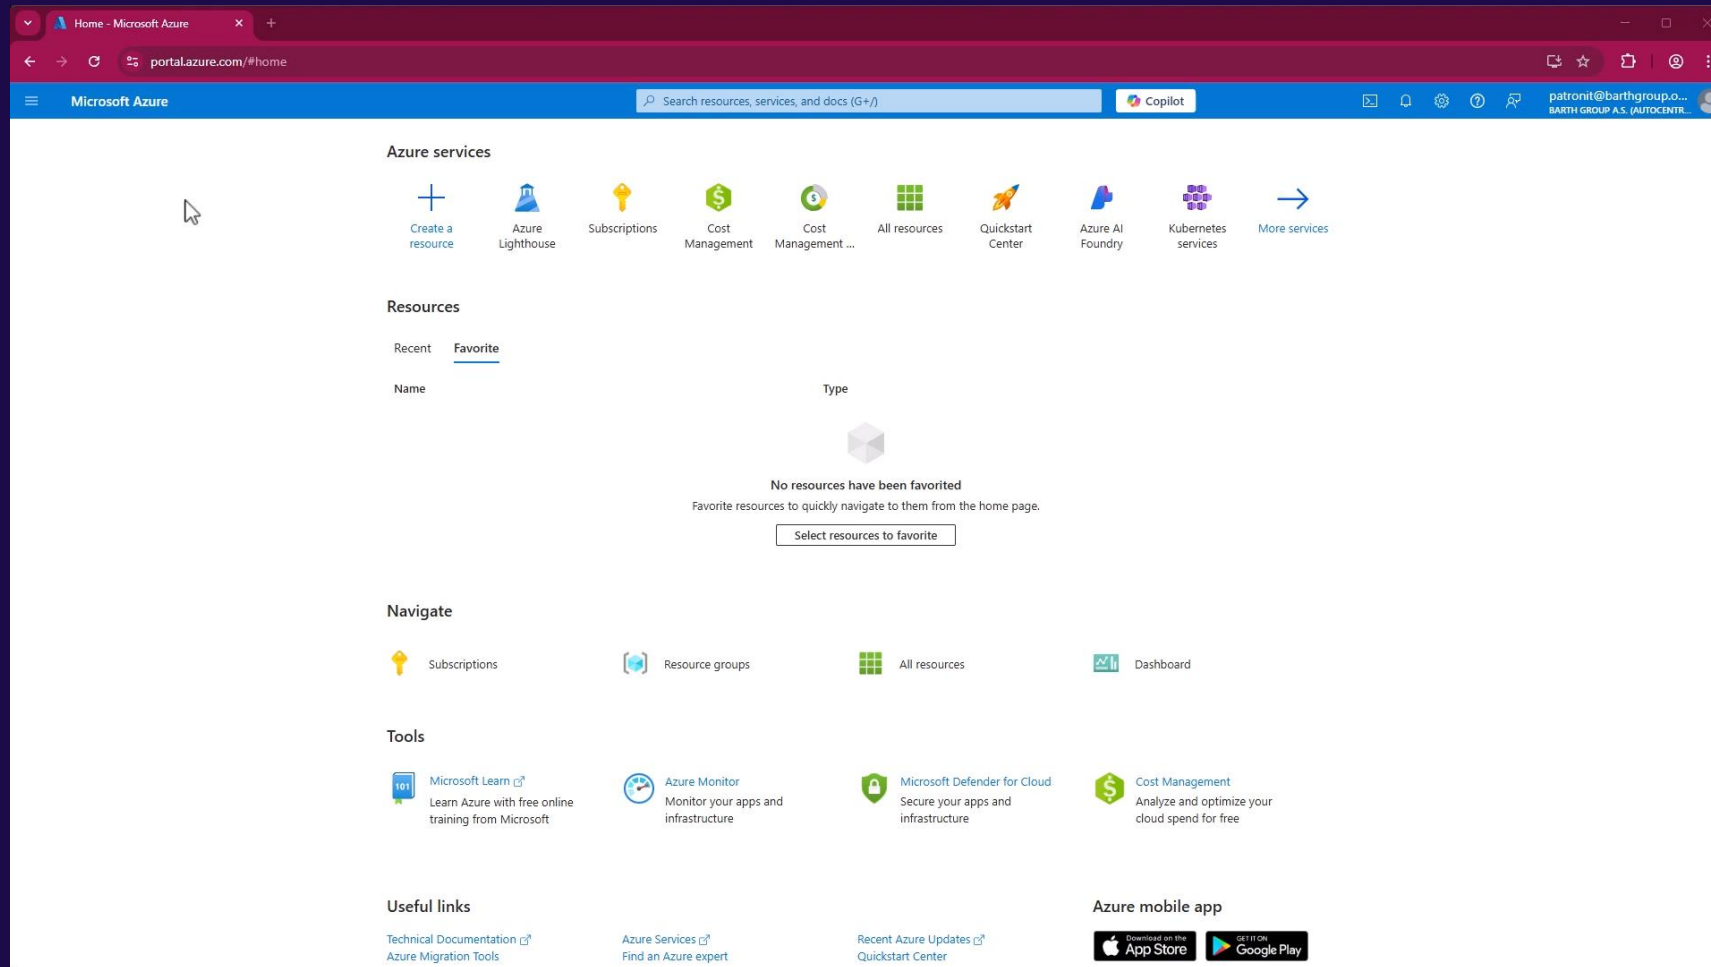 Home - Microsoft Azure
portal.azure.com/#home
Microsoft Azure
Search resources, services, and docs (G+/)
Copilot
patronit@barthgroup.o...
BARTH GROUP A.S. (AUTOCENTR...
Azure services
Create a
resource
Azure
Lighthouse
Subscriptions
Cost
Management
Cost
Management ...
All resources
Quickstart
Center
Azure AI
Foundry
Kubernetes
services
More services
Resources
Recent
Favorite
Name
Type
No resources have been favorited
Favorite resources to quickly navigate to them from the home page.
Select resources to favorite
Navigate
Subscriptions
Resource groups
All resources
Dashboard
Tools
101
Microsoft Learn
Learn Azure with free online
training from Microsoft
Azure Monitor
Monitor your apps and
infrastructure
Microsoft Defender for Cloud
Secure your apps and
infrastructure
Cost Management
Analyze and optimize your
cloud spend for free
Useful links
Technical Documentation
Azure Migration Tools
Azure Services
Find an Azure expert
Recent Azure Updates
Quickstart Center
Azure mobile app
Download on the
App Store
GET IT ON
Google Play